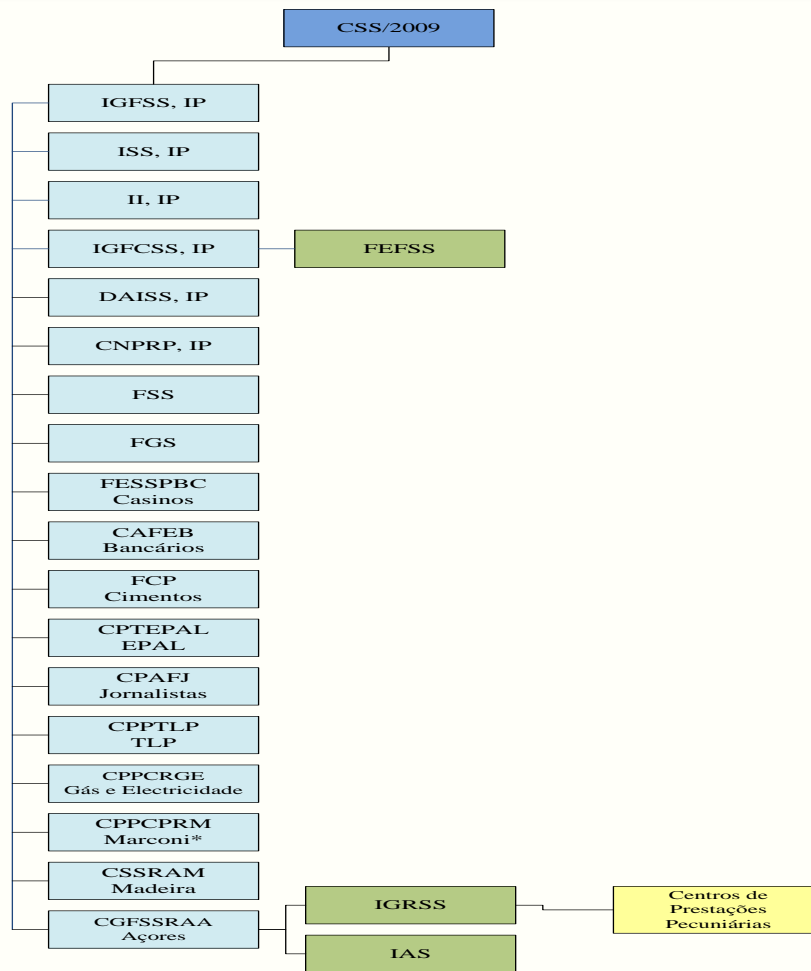 CSS/2009
IGFSS, IP
ISS, IP
II, IP
IGFCSS, IP
FEFSS
DAISS, IP
CNPRP, IP
FSS
FGS
FESSPBC
Casinos
CAFEB
Bancários
FCP
Cimentos
CPTEPAL
EPAL
CPAFJ
Jornalistas
CPPTLP
TLP
CPPCRGE
Gás e Electricidade
CPPCPRM
Marconi*
CSSRAM
Madeira
CGFSSRAA
Açores
IGRSS
IAS
Centros de
Prestações
Pecuniárias